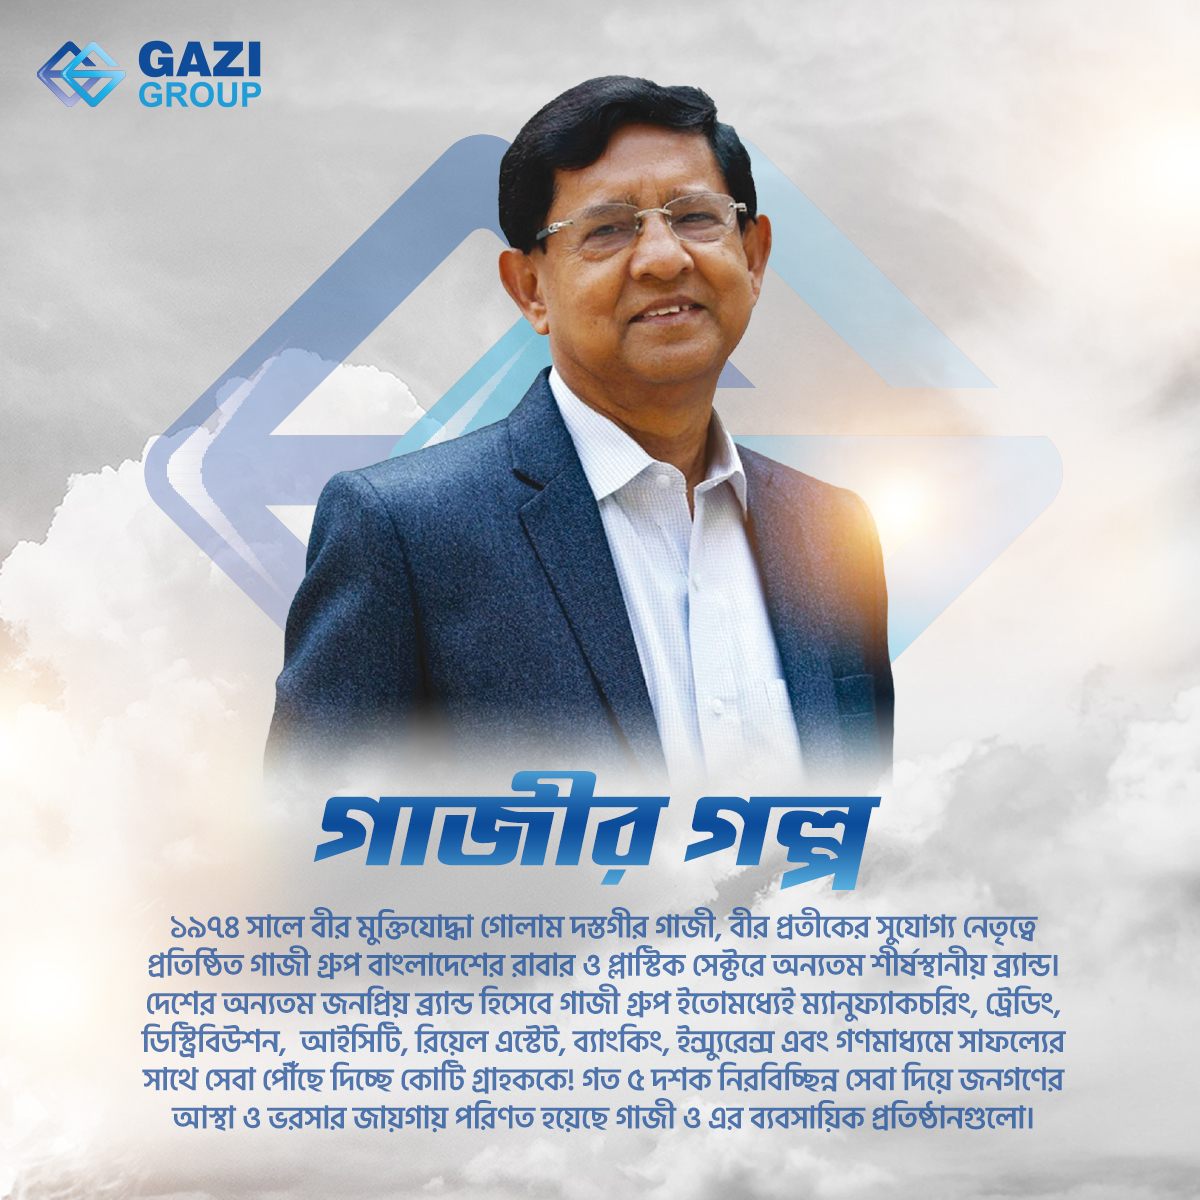 GAZI
GROUP
গাজীর গল্প
১৯৭৪ সালে বীর মুক্তিযোদ্ধা গোলাম দস্তগীর গাজী, বীর প্রতীকের সুযোগ্য নেতৃত্বে
প্রতিষ্ঠিত গাজী গ্রুপ বাংলাদেশের রাবার ও প্লাস্টিক সেক্টরে অন্যতম শীর্ষস্থানীয় ব্র্যান্ড।
দেশের অন্যতম জনপ্রিয় ব্র্যান্ড হিসেবে গাজী গ্রুপ ইতোমধ্যেই ম্যানুফ্যাকচরিং, ট্রেডিং,
ডিস্ট্রিবিউশন, আইসিটি, রিয়েল এস্টেট, ব্যাংকিং, ইন্স্যুরেন্স এবং গণমাধ্যমে সাফল্যের
সাথে সেবা পৌঁছে দিচ্ছে কোটি গ্রাহককে! গত ৫ দশক নিরবিচ্ছিন্ন সেবা দিয়ে জনগণের
আস্থা ও ভরসার জায়গায় পরিণত হয়েছে গাজী ও এর ব্যবসায়িক প্রতিষ্ঠানগুলো।